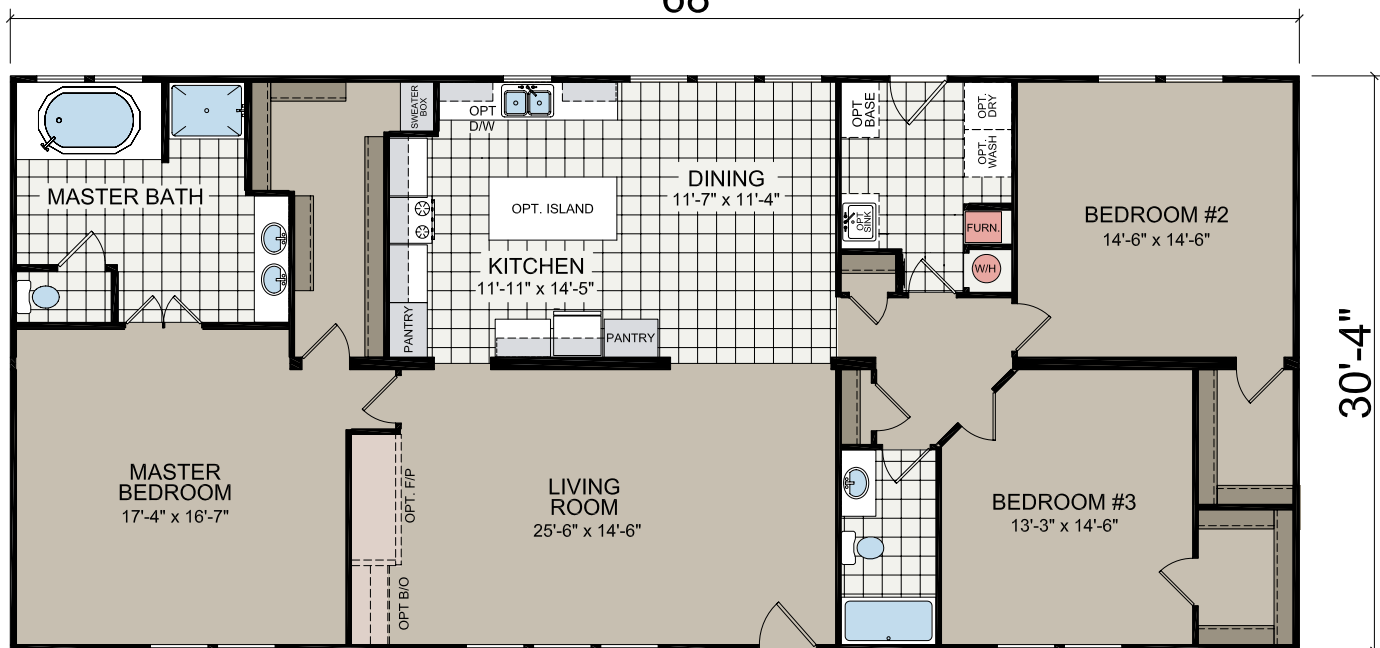 68'
SWEATER
BOX
OPT
D/W
OPT.
BASE
OPT.
DRY
OPT.
WASH
MASTER BATH
DINING
11'-7" x 11'-4"
OPT. ISLAND
OPT
SINK
FURN.
BEDROOM #2
14'-6" x 14'-6"
KITCHEN
11'-11" x 14'-5"
W/H
PANTRY
PANTRY
30'-4"
MASTER
BEDROOM
17'-4" x 16'-7"
OPT. F/P
LIVING
ROOM
25'-6" x 14'-6"
BEDROOM #3
13'-3" x 14'-6"
OPT B/O